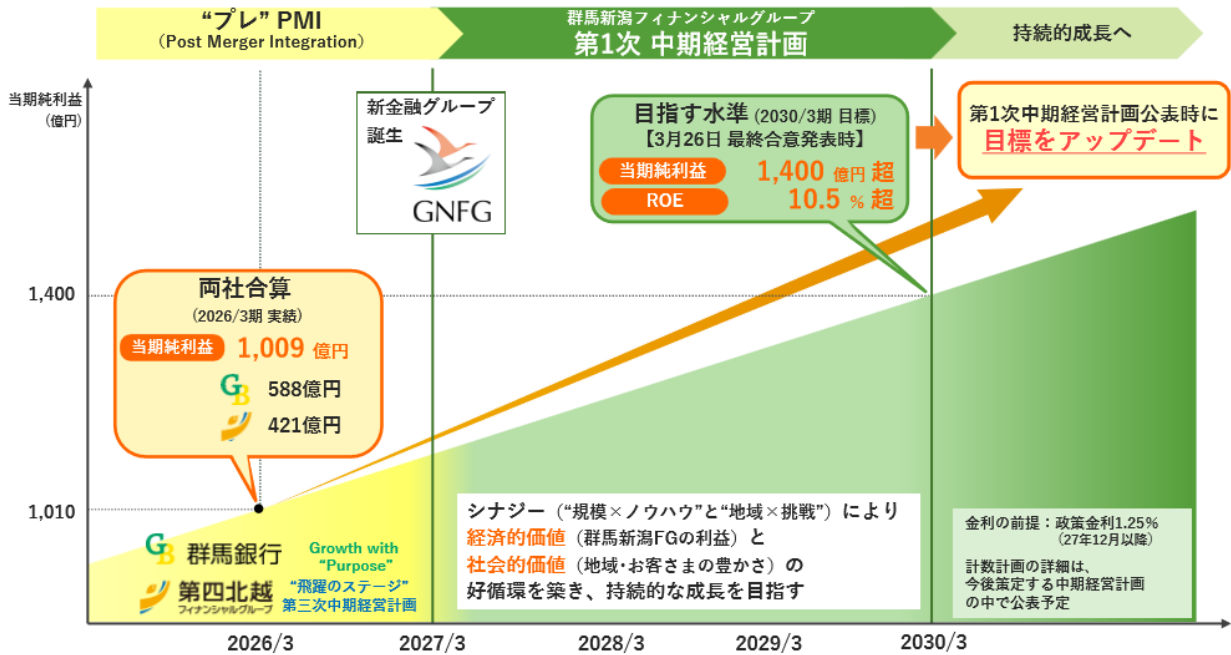 “プレ” PMI
（Post Merger Integration）
群馬新潟フィナンシャルグループ
第1次 中期経営計画
持続的成長へ
当期純利益
(億円)
新金融グループ
誕生
GNFG
目指す水準 (2030/3期 目標)
【3月26日 最終合意発表時】
当期純利益 1,400 億円 超
ROE 10.5 % 超
第1次中期経営計画公表時に
目標をアップデート
1,400
両社合算
(2026/3期 実績)
当期純利益 1,009 億円
GB 588億円
421億円
1,010
GB 群馬銀行
第四北越
フィナンシャルグループ
Growth with
“Purpose”
“飛躍のステージ”
第三次中期経営計画
シナジー（“規模×ノウハウ”と“地域×挑戦”）により
経済的価値（群馬新潟FGの利益）と
社会的価値（地域・お客さまの豊かさ）の
好循環を築き、持続的な成長を目指す
金利の前提：政策金利1.25%
（27年12月以降）
計数計画の詳細は、
今後策定する中期経営計画
の中で公表予定
2026/3
2027/3
2028/3
2029/3
2030/3